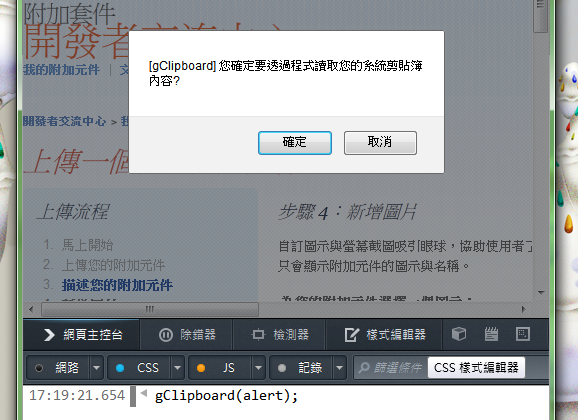 附加套件
開發者交流中心
我的附加元件 | 交
[gClipboard] 您確定要透過程式讀取您的系統剪貼簿
內容?
確定 取消
開發者交流中心 > 我
上傳一個
上傳流程
1. 馬上開始
2. 上傳您的附加元件
3. 描述您的附加元件
步驟 4：新增圖片
自訂圖示與螢幕截圖吸引眼球，協助使用者了
只會顯示附加元件的圖示與名稱。
網頁主控台 除錯器 檢測器 樣式編輯器
網路 CSS JS 記錄 篩選條件 CSS 樣式編輯器
17:19:21.654 gClipboard(alert);